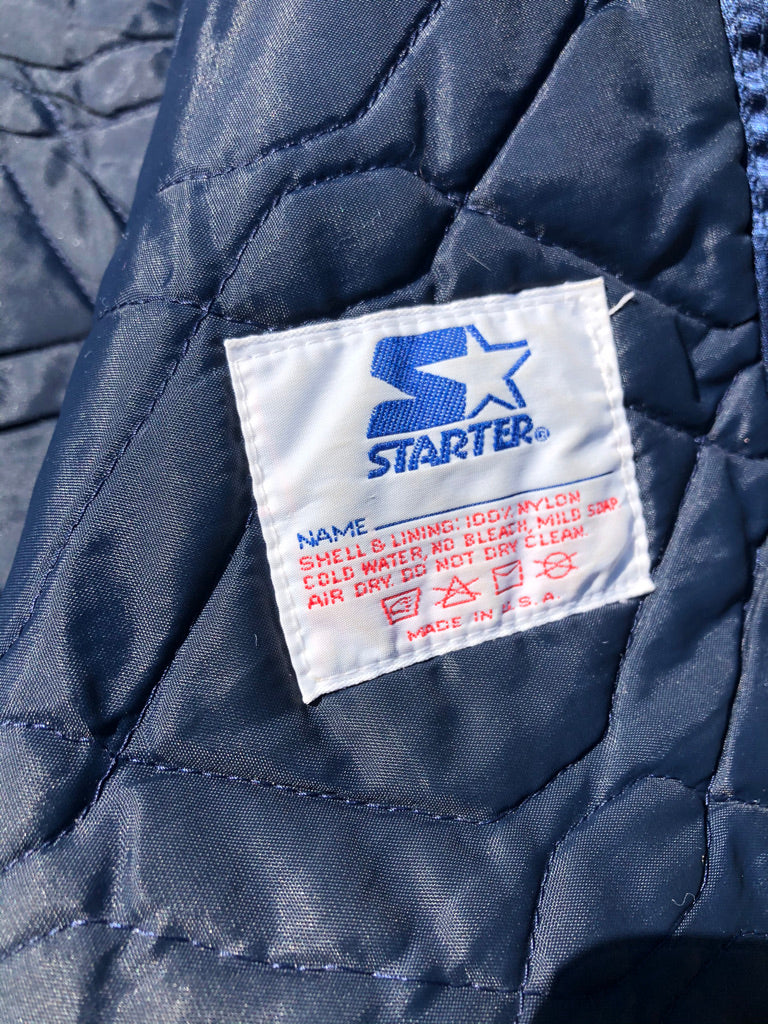 STARTER®
NAME
SHELL & LINING: 100% NYLON
COLD WATER, NO BLEACH, MILD SOAP
AIR DRY. DO NOT DRY CLEAN.
MADE IN U.S.A.